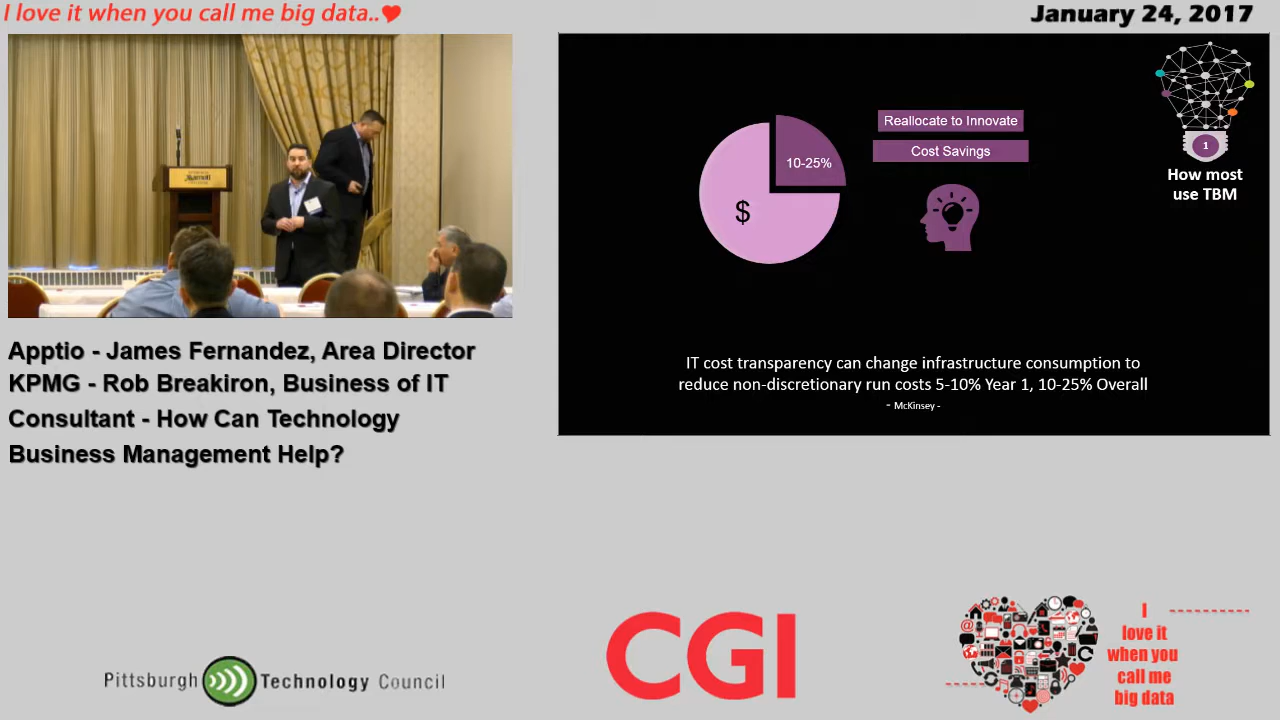 I love it when you call me big data..
January 24, 2017
Marriott
Apptio - James Fernandez, Area Director
KPMG - Rob Breakiron, Business of IT
Consultant - How Can Technology
Business Management Help?
10-25%
$
Reallocate to Innovate
Cost Savings
1
How most
use TBM
IT cost transparency can change infrastructure consumption to
reduce non-discretionary run costs 5-10% Year 1, 10-25% Overall
- McKinsey -
Pittsburgh Technology Council
CGI
I
love it
when you
call me
big data